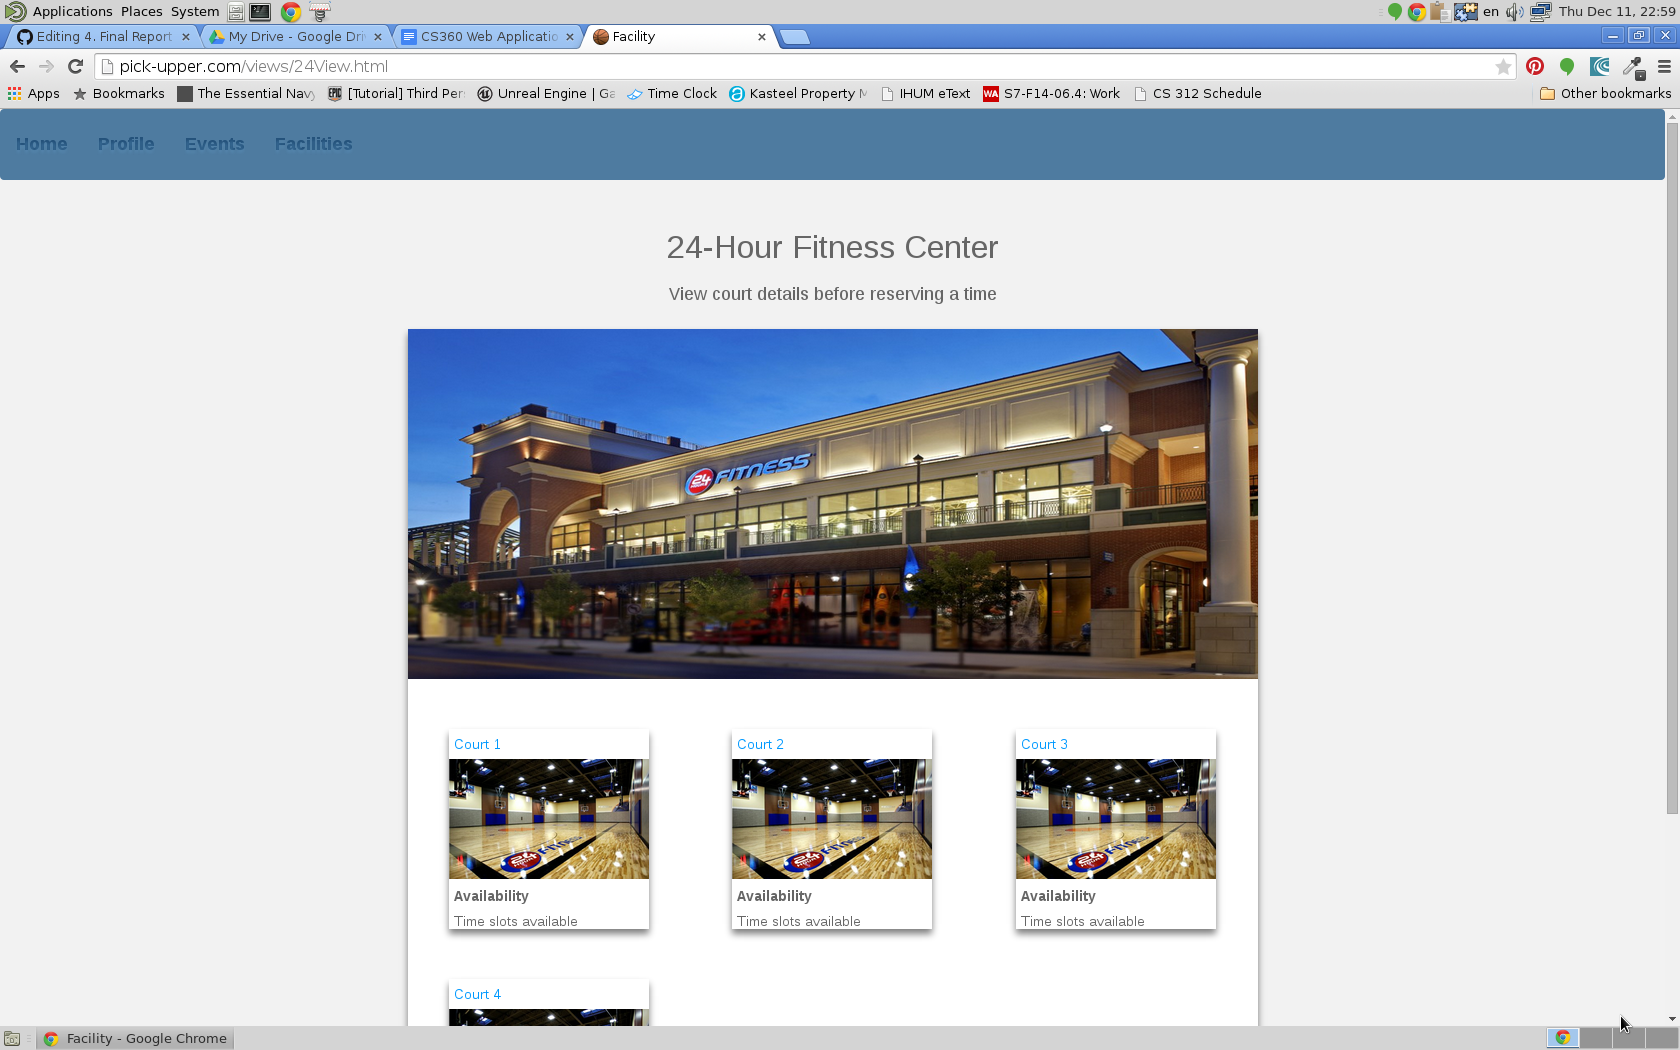 Applications Places System en Thu Dec 11, 22:59
Editing 4. Final Report My Drive - Google Dri CS360 Web Applicatio Facility
pick-upper.com/views/24View.html
Apps Bookmarks The Essential Navy [Tutorial] Third Per Unreal Engine | Ga Time Clock Kasteel Property M IHUM eText WA S7-F14-06.4: Work CS 312 Schedule Other bookmarks
Home Profile Events Facilities
24-Hour Fitness Center
View court details before reserving a time
24 FITNESS
Court 1 Court 2 Court 3
Availability Availability Availability
Time slots available Time slots available Time slots available
Court 4
Facility - Google Chrome